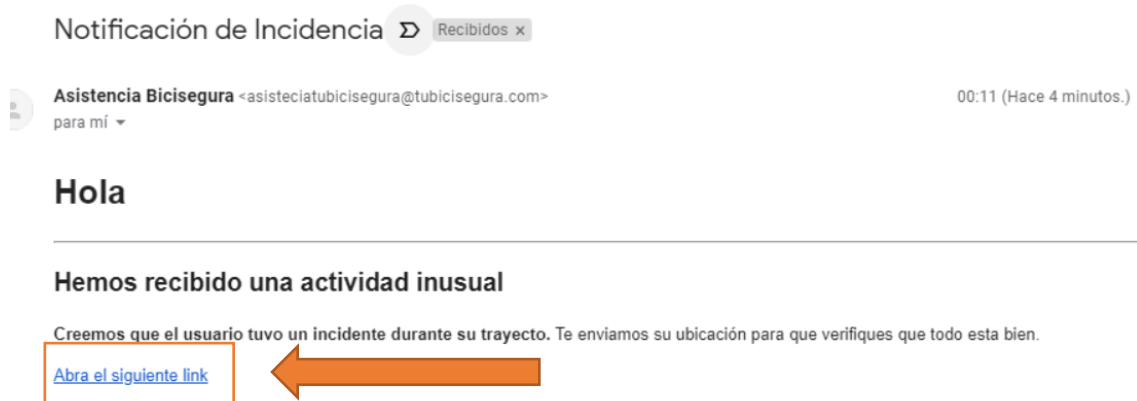 Notificación de Incidencia Recibidos x
Asistencia Bicisegura <asisteciatubicisegura@tubicisegura.com> 00:11 (Hace 4 minutos.)
para mí
Hola
Hemos recibido una actividad inusual
Creemos que el usuario tuvo un incidente durante su trayecto. Te enviamos su ubicación para que verifiques que todo esta bien.
Abra el siguiente link